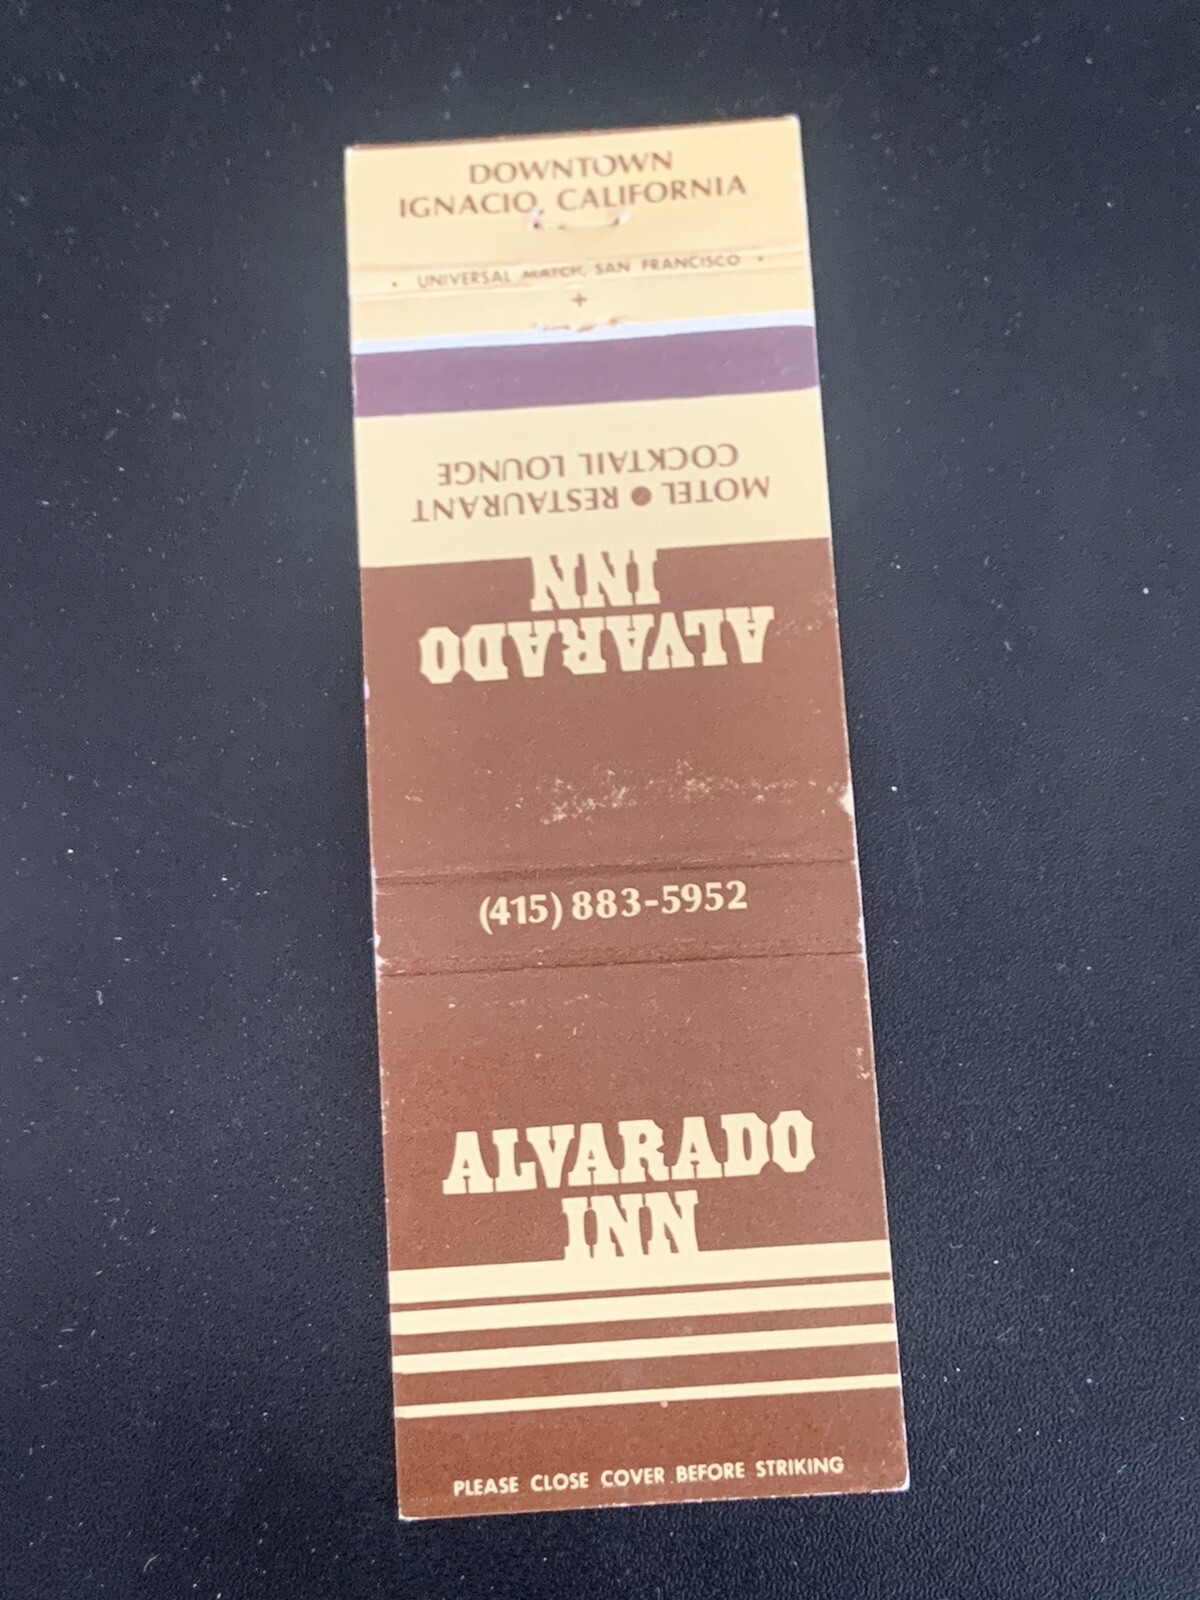 DOWNTOWN
IGNACIO, CALIFORNIA
• UNIVERSAL MATCH, SAN FRANCISCO •
+
ALVARADO
INN
MOTEL ● RESTAURANT
COCKTAIL LOUNGE
(415) 883-5952
ALVARADO
INN
PLEASE CLOSE COVER BEFORE STRIKING